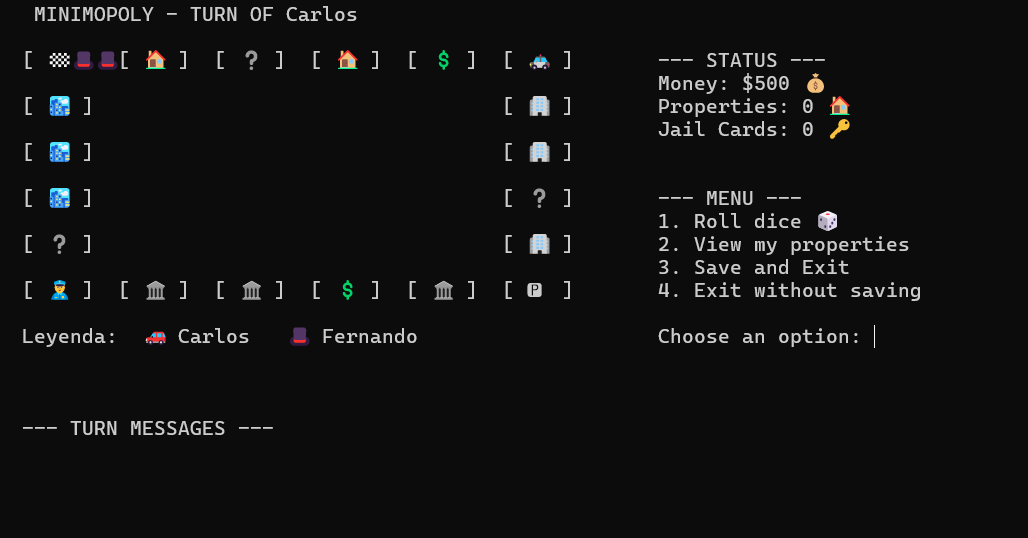 MINIMOPOLY - TURN OF Carlos
[ 🏁🎩🎩[ 🏠 ]  [ ❔ ]  [ 🏠 ]  [ 💲 ]  [ 🚓 ]
--- STATUS ---
Money: $500 💰
[ 🏙️ ] [ 🏢 ]
Properties: 0 🏠
Jail Cards: 0 🔑
[ 🏙️ ] [ 🏢 ]
[ 🏙️ ] [ ❔ ]
--- MENU ---
1. Roll dice 🎲
2. View my properties
[ ❔ ] [ 🏢 ]
3. Save and Exit
4. Exit without saving
[ 👮 ]  [ 🏛️ ]  [ 🏛️ ]  [ 💲 ]  [ 🏛️ ]  [ 🅿 ]
Leyenda:  🚗 Carlos   🎩 Fernando
Choose an option:
--- TURN MESSAGES ---